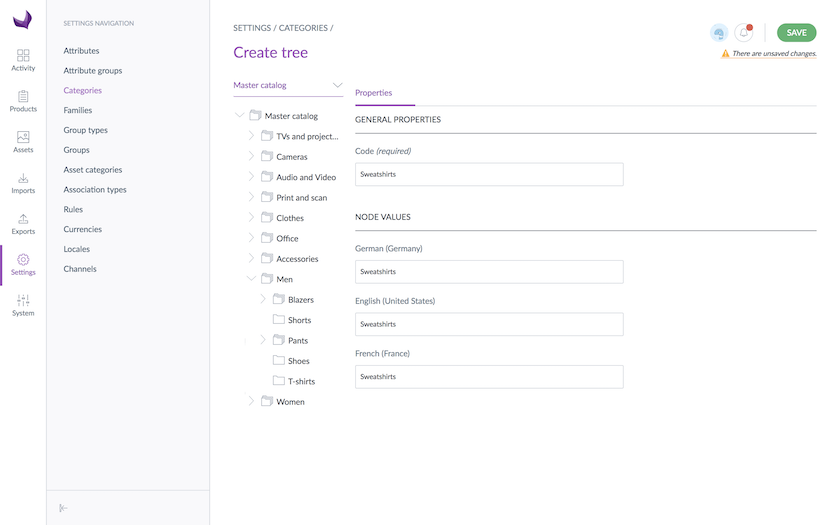 SETTINGS NAVIGATION
Attributes
Attribute groups
Categories
Families
Group types
Groups
Asset categories
Association types
Rules
Currencies
Locales
Channels
Activity
Products
Assets
Imports
Exports
Settings
System
SETTINGS / CATEGORIES /
Create tree
SAVE
There are unsaved changes.
Master catalog
Master catalog
TVs and project...
Cameras
Audio and Video
Print and scan
Clothes
Office
Accessories
Men
Blazers
Shorts
Pants
Shoes
T-shirts
Women
Properties
GENERAL PROPERTIES
Code (required)
Sweatshirts
NODE VALUES
German (Germany)
Sweatshirts
English (United States)
Sweatshirts
French (France)
Sweatshirts